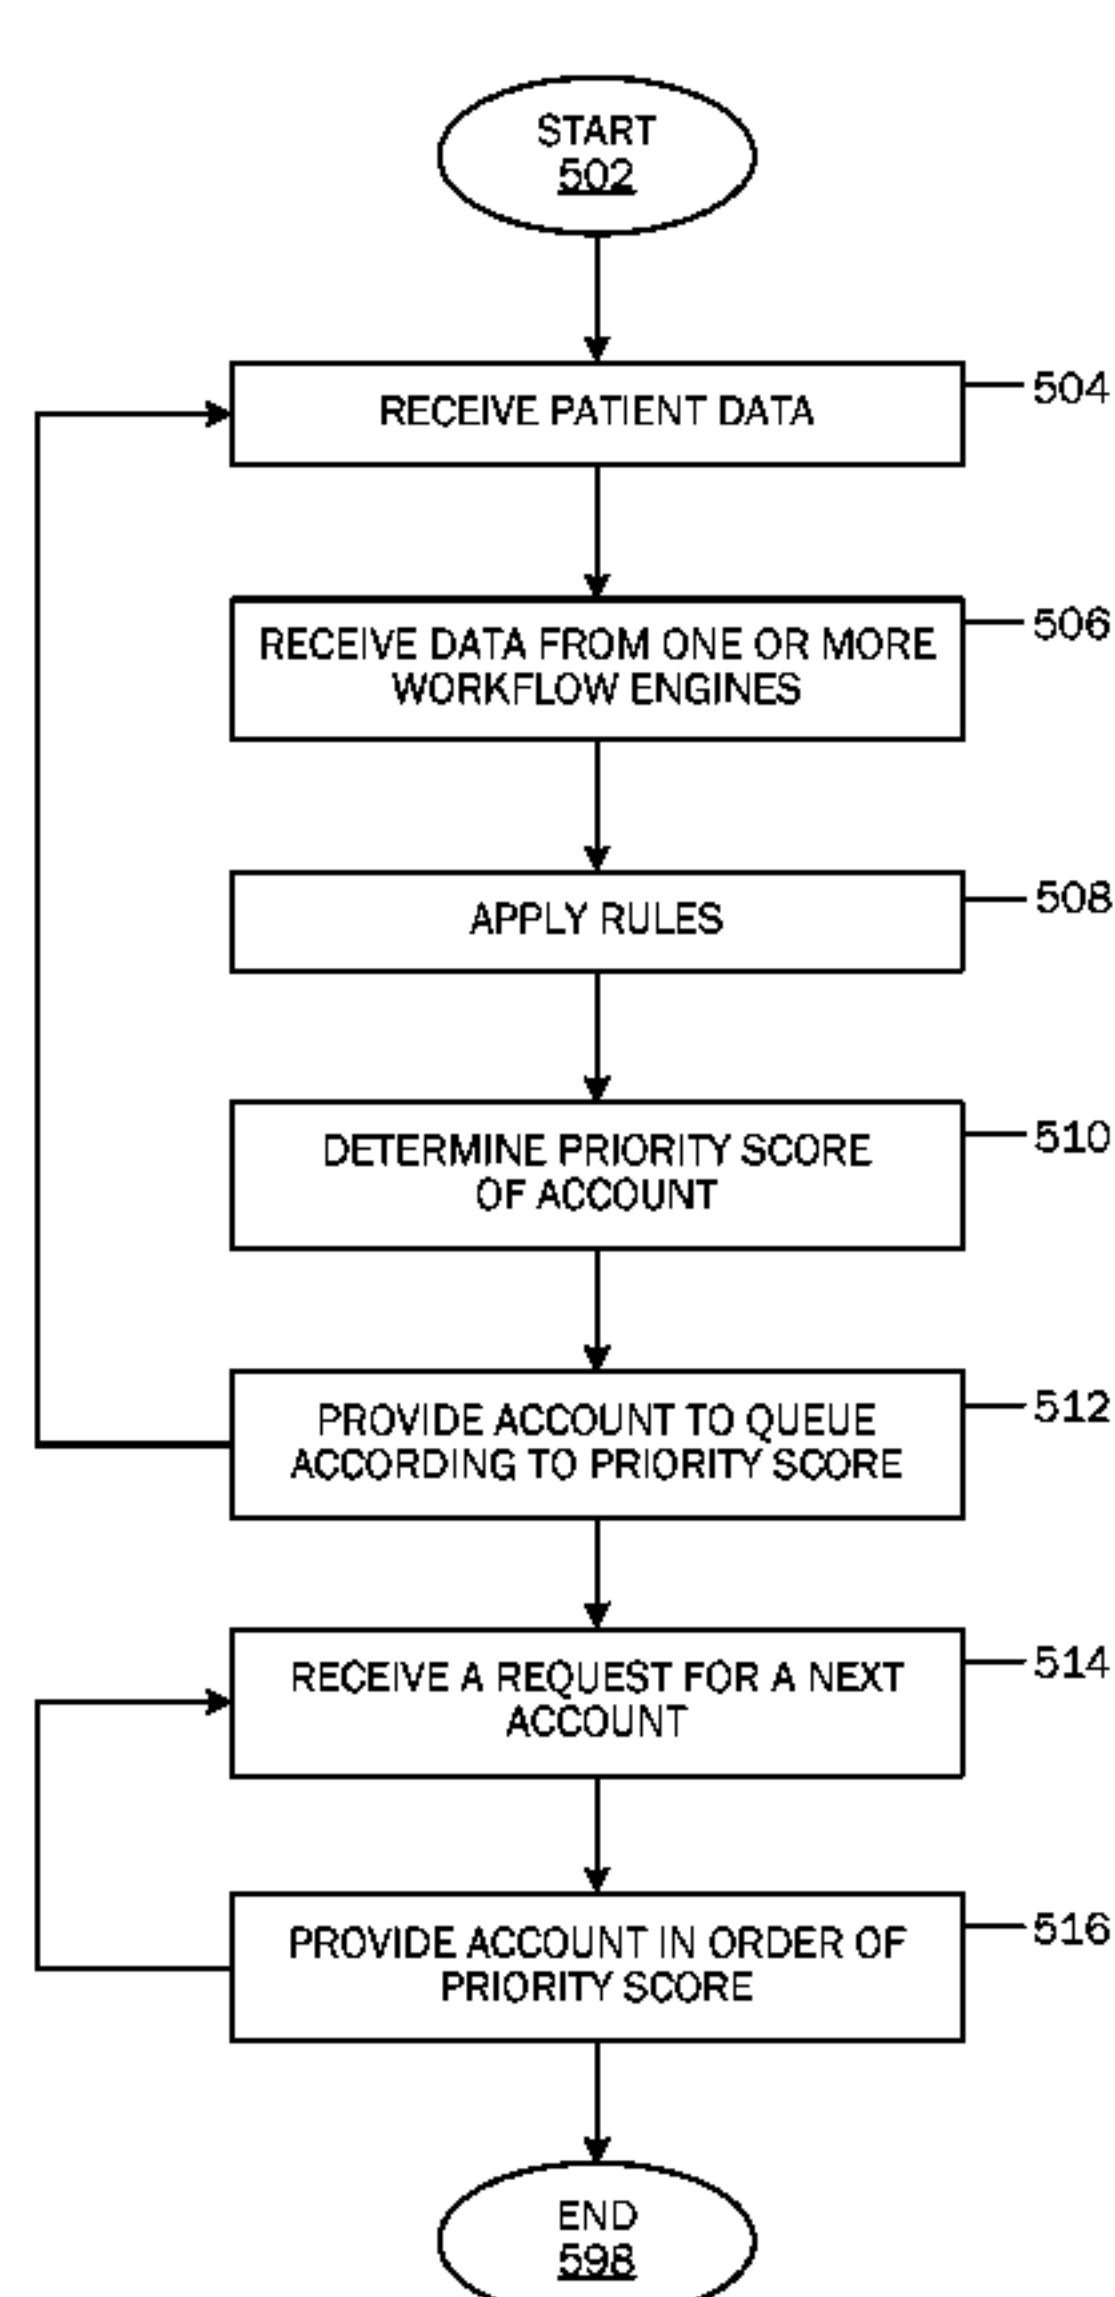 START
502
RECEIVE PATIENT DATA
504
RECEIVE DATA FROM ONE OR MORE
WORKFLOW ENGINES
506
APPLY RULES
508
DETERMINE PRIORITY SCORE
OF ACCOUNT
510
PROVIDE ACCOUNT TO QUEUE
ACCORDING TO PRIORITY SCORE
512
RECEIVE A REQUEST FOR A NEXT
ACCOUNT
514
PROVIDE ACCOUNT IN ORDER OF
PRIORITY SCORE
516
END
598